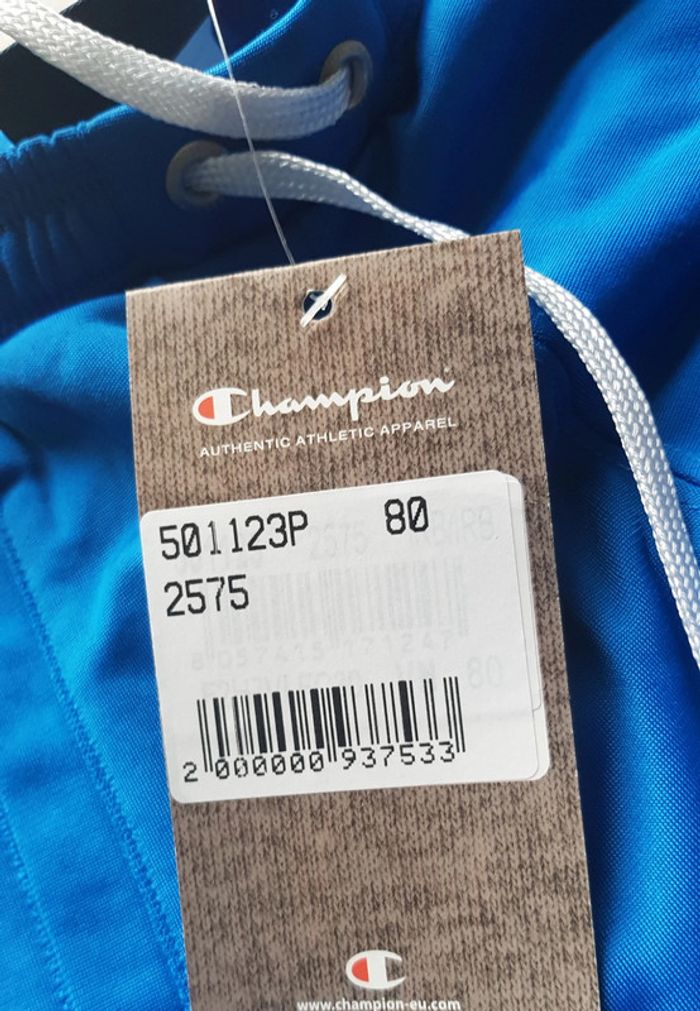 Champion
AUTHENTIC ATHLETIC APPAREL
501123P 80
2575
2 000000 937533
www.champion-eu.com